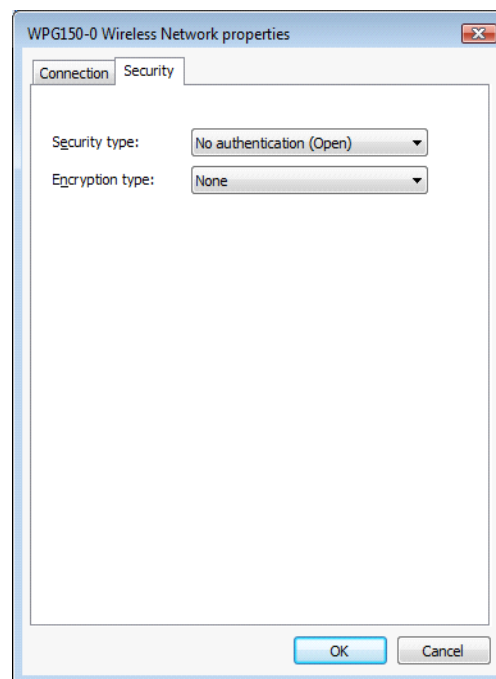 WPG150-0 Wireless Network properties
Connection Security
Security type: No authentication (Open)
Encryption type: None
OK Cancel